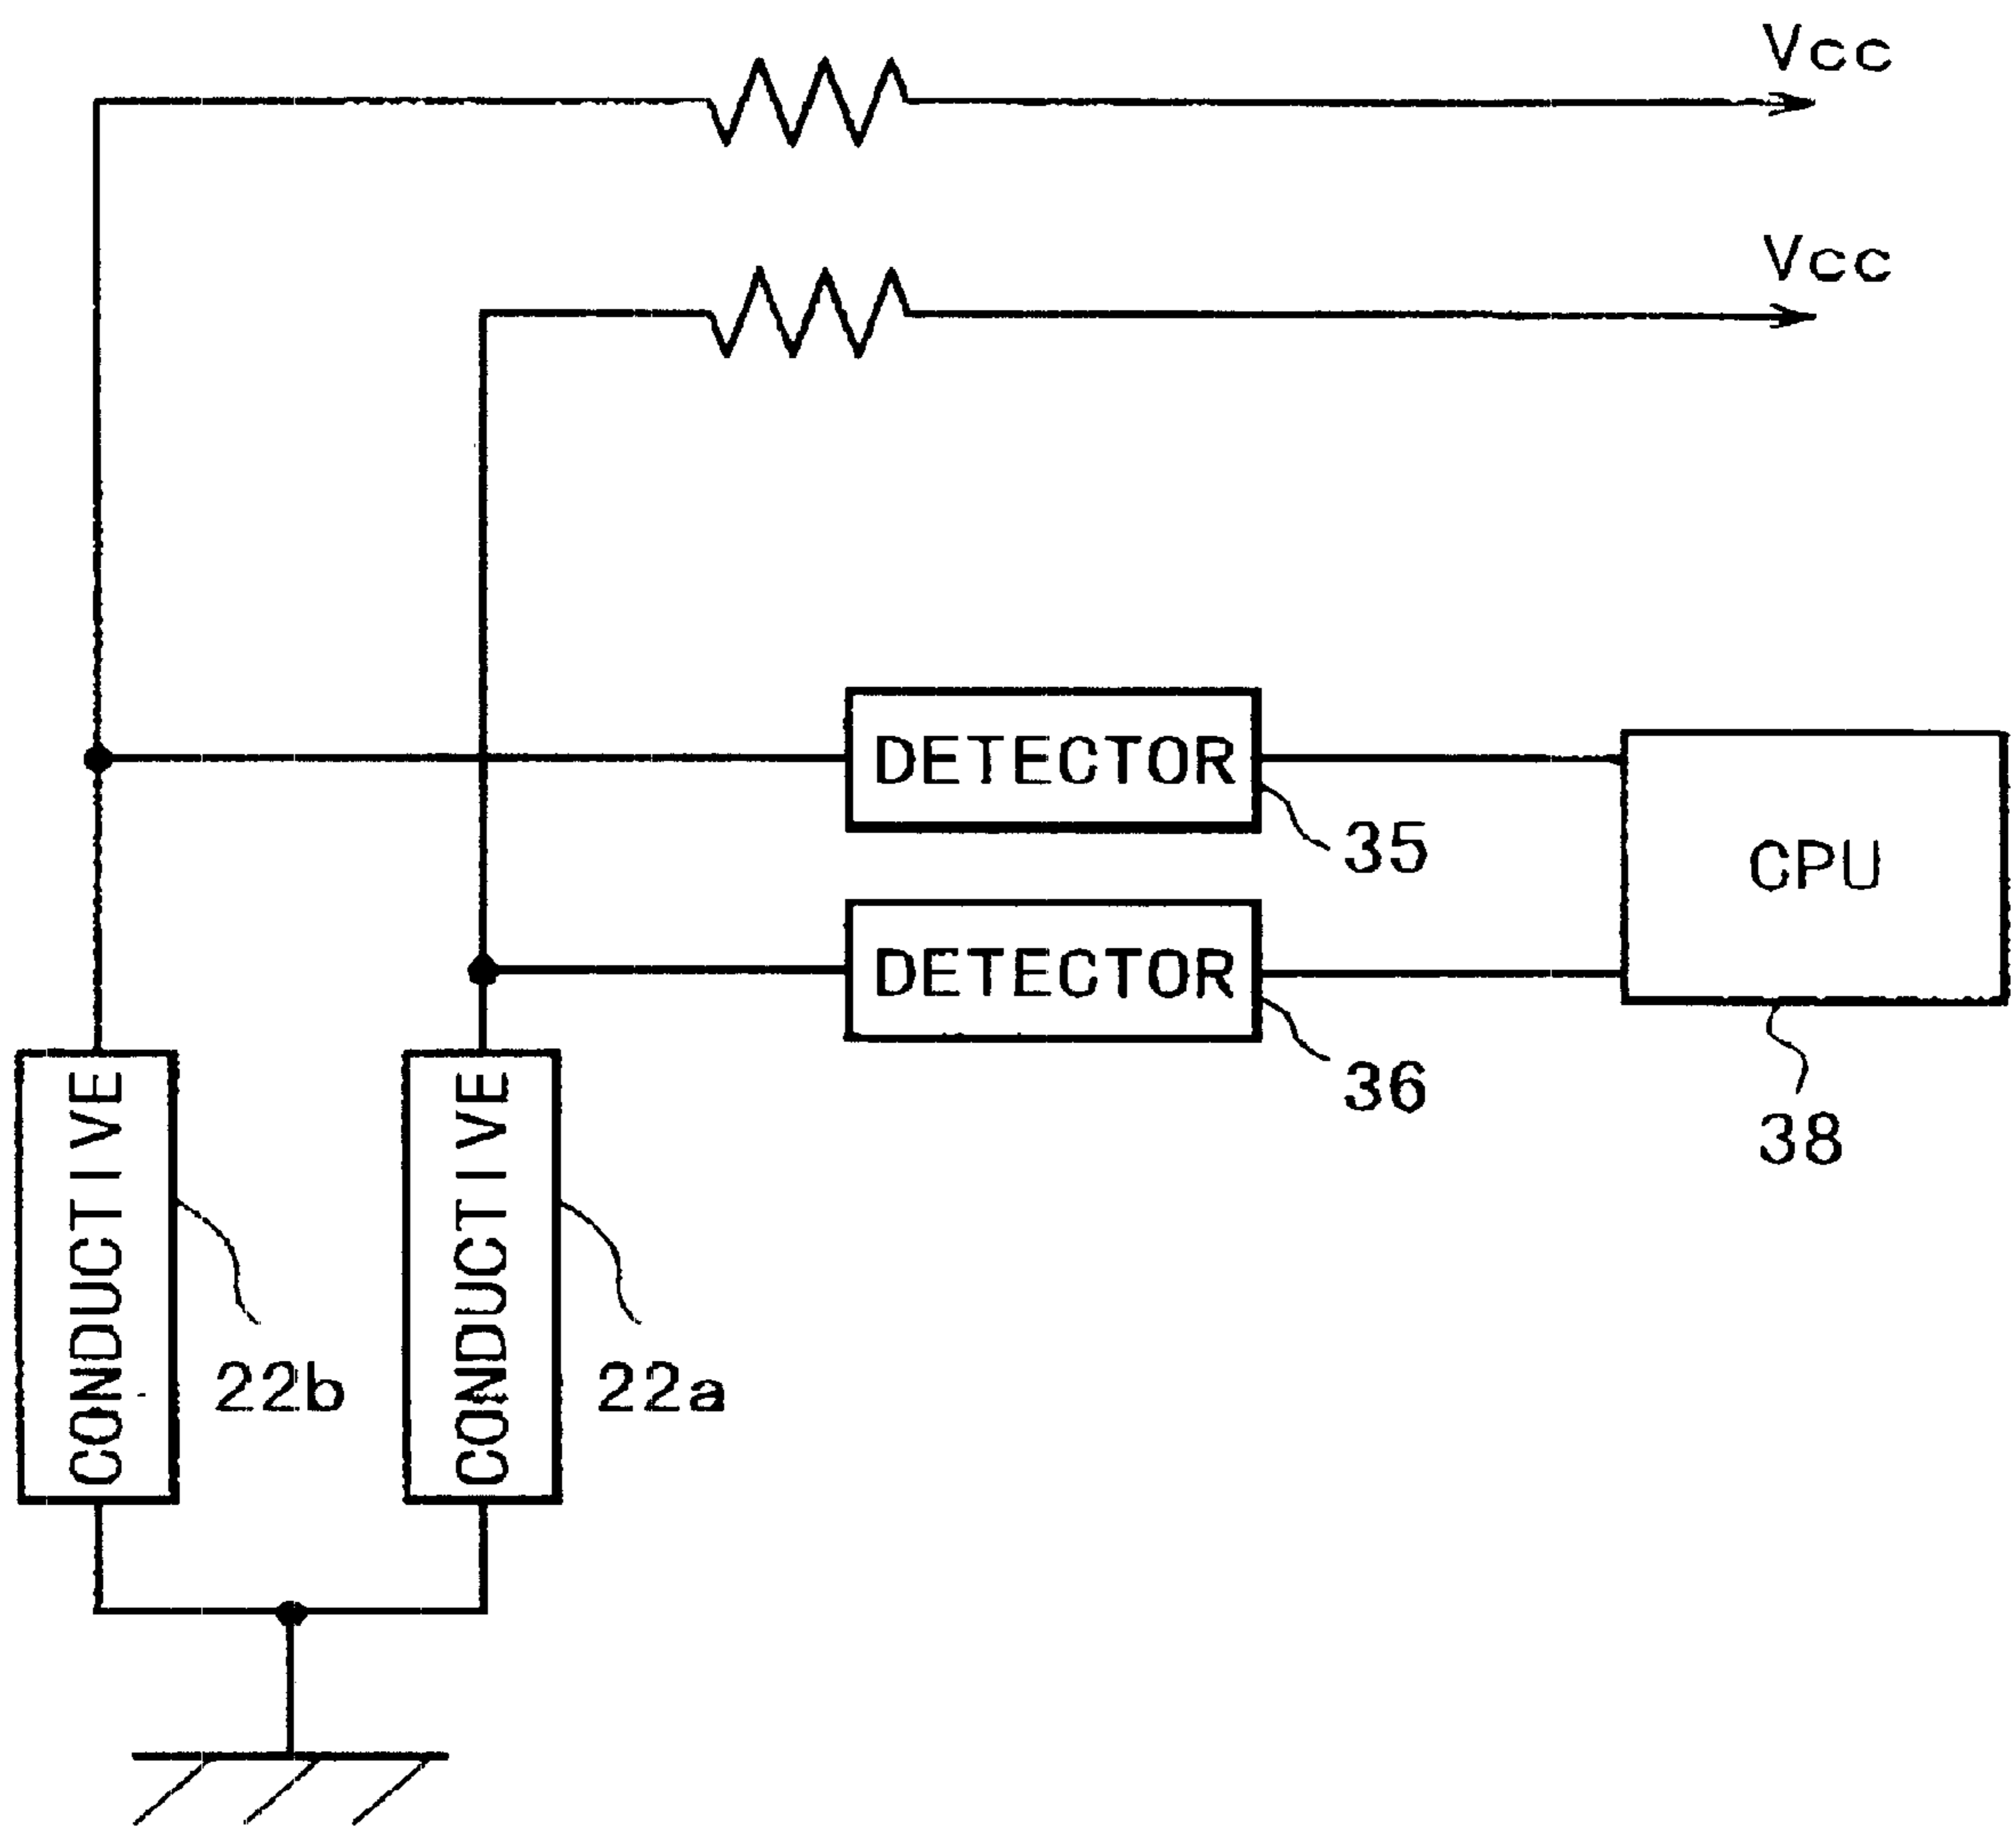 Vcc
Vcc
DETECTOR
35
CPU
DETECTOR
36
38
CONDUCTIVE
22b
CONDUCTIVE
22a